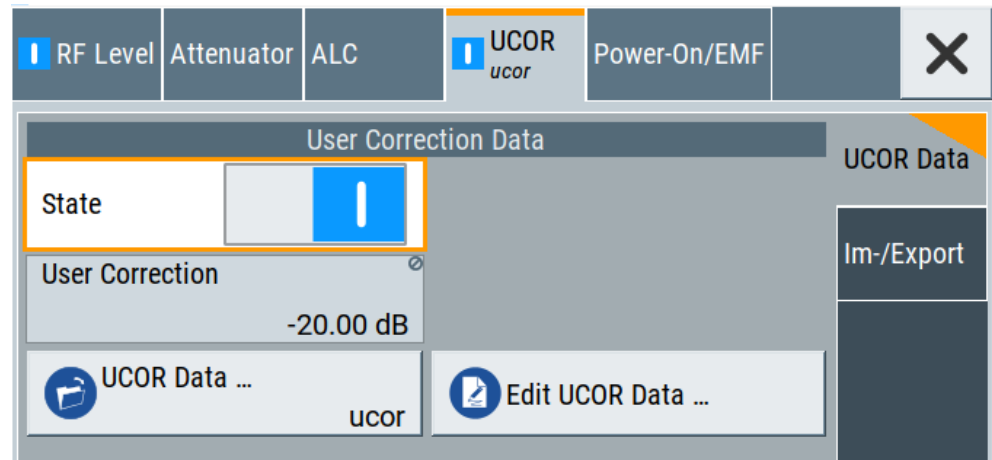 RF Level
Attenuator
ALC
UCOR
ucor
Power-On/EMF
User Correction Data
UCOR Data
State
Im-/Export
User Correction
-20.00 dB
UCOR Data ...
ucor
Edit UCOR Data ...